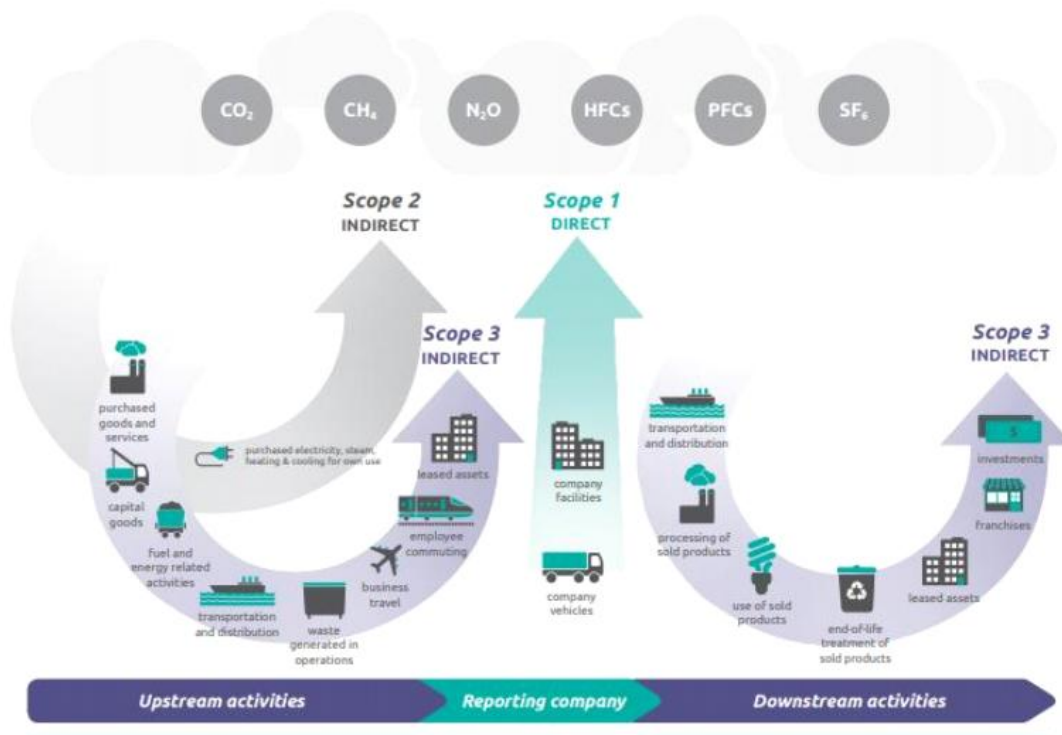 CO₂
CH₄
N₂O
HFCs
PFCs
SF₆
Scope 2
INDIRECT
Scope 1
DIRECT
Scope 3
INDIRECT
Scope 3
INDIRECT
purchased
goods and
services
capital
goods
fuel and
energy related
activities
transportation
and distribution
waste
generated in
operations
business
travel
employee
commuting
leased assets
purchased electricity, steam,
heating & cooling for own use
company
facilities
company
vehicles
transportation
and distribution
processing of
sold products
use of sold
products
end-of-life
treatment of
sold products
leased assets
franchises
investments
$
Upstream activities
Reporting company
Downstream activities